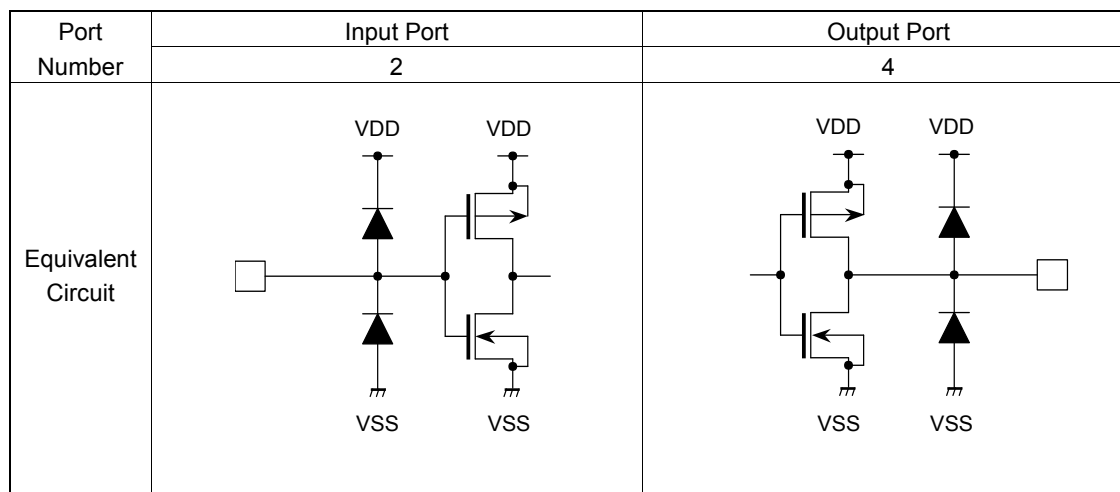 Port Number
Input Port
Output Port
2
4
Equivalent
Circuit
VDD
VDD
VSS
VSS
VDD
VDD
VSS
VSS